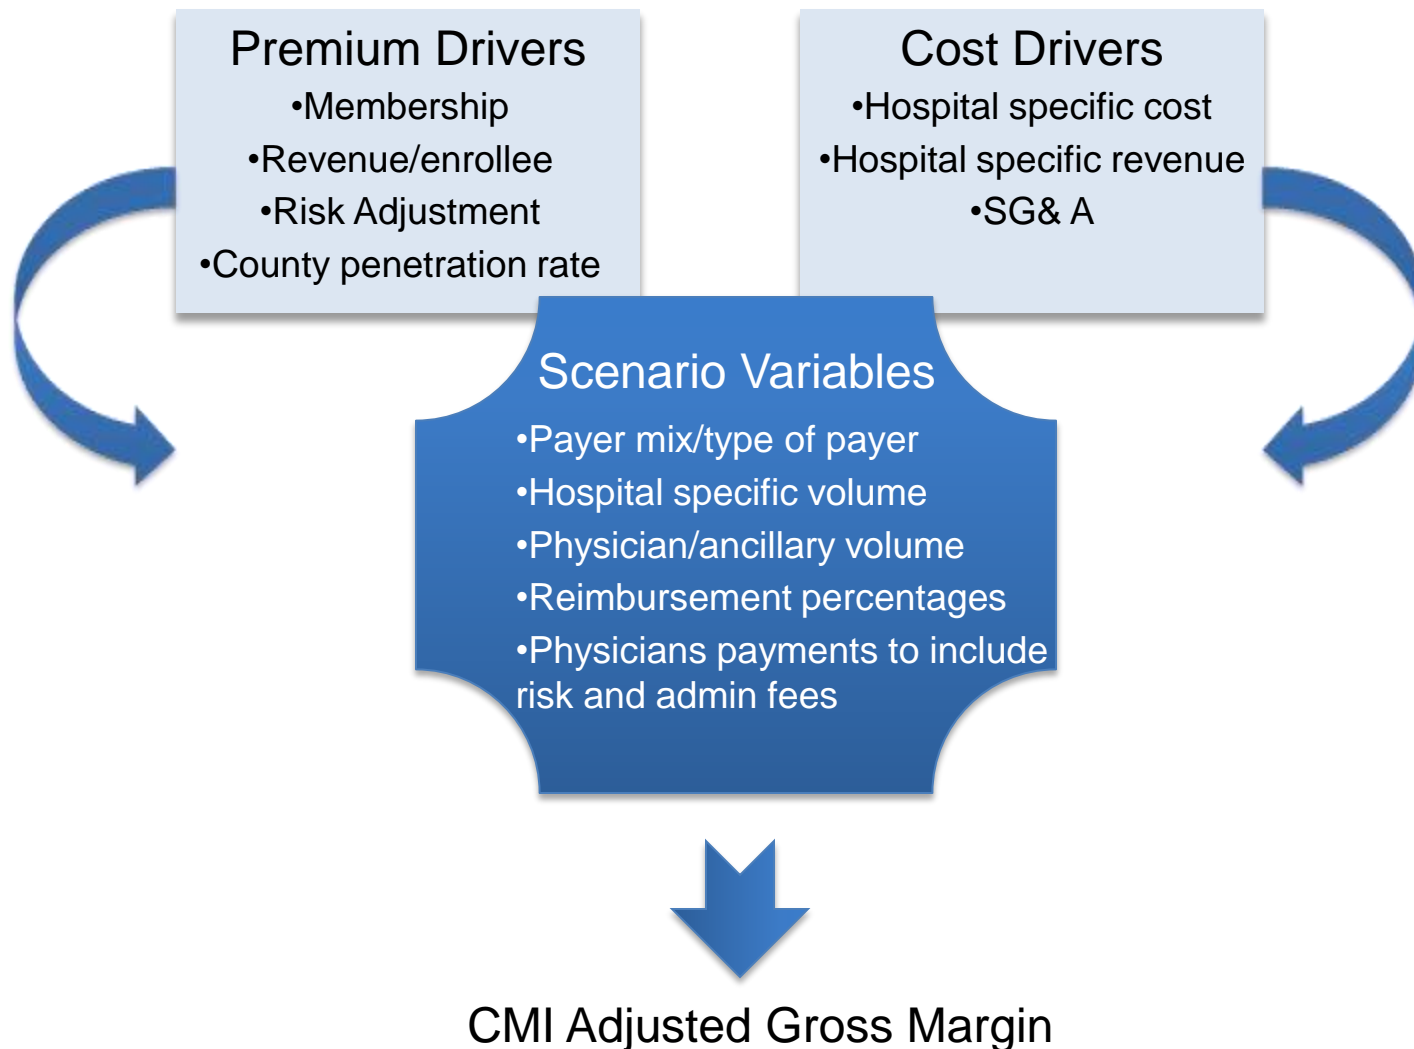 Premium Drivers
•Membership
•Revenue/enrollee
•Risk Adjustment
•County penetration rate
Cost Drivers
•Hospital specific cost
•Hospital specific revenue
•SG& A
Scenario Variables
•Payer mix/type of payer
•Hospital specific volume
•Physician/ancillary volume
•Reimbursement percentages
•Physicians payments to include
risk and admin fees
CMI Adjusted Gross Margin